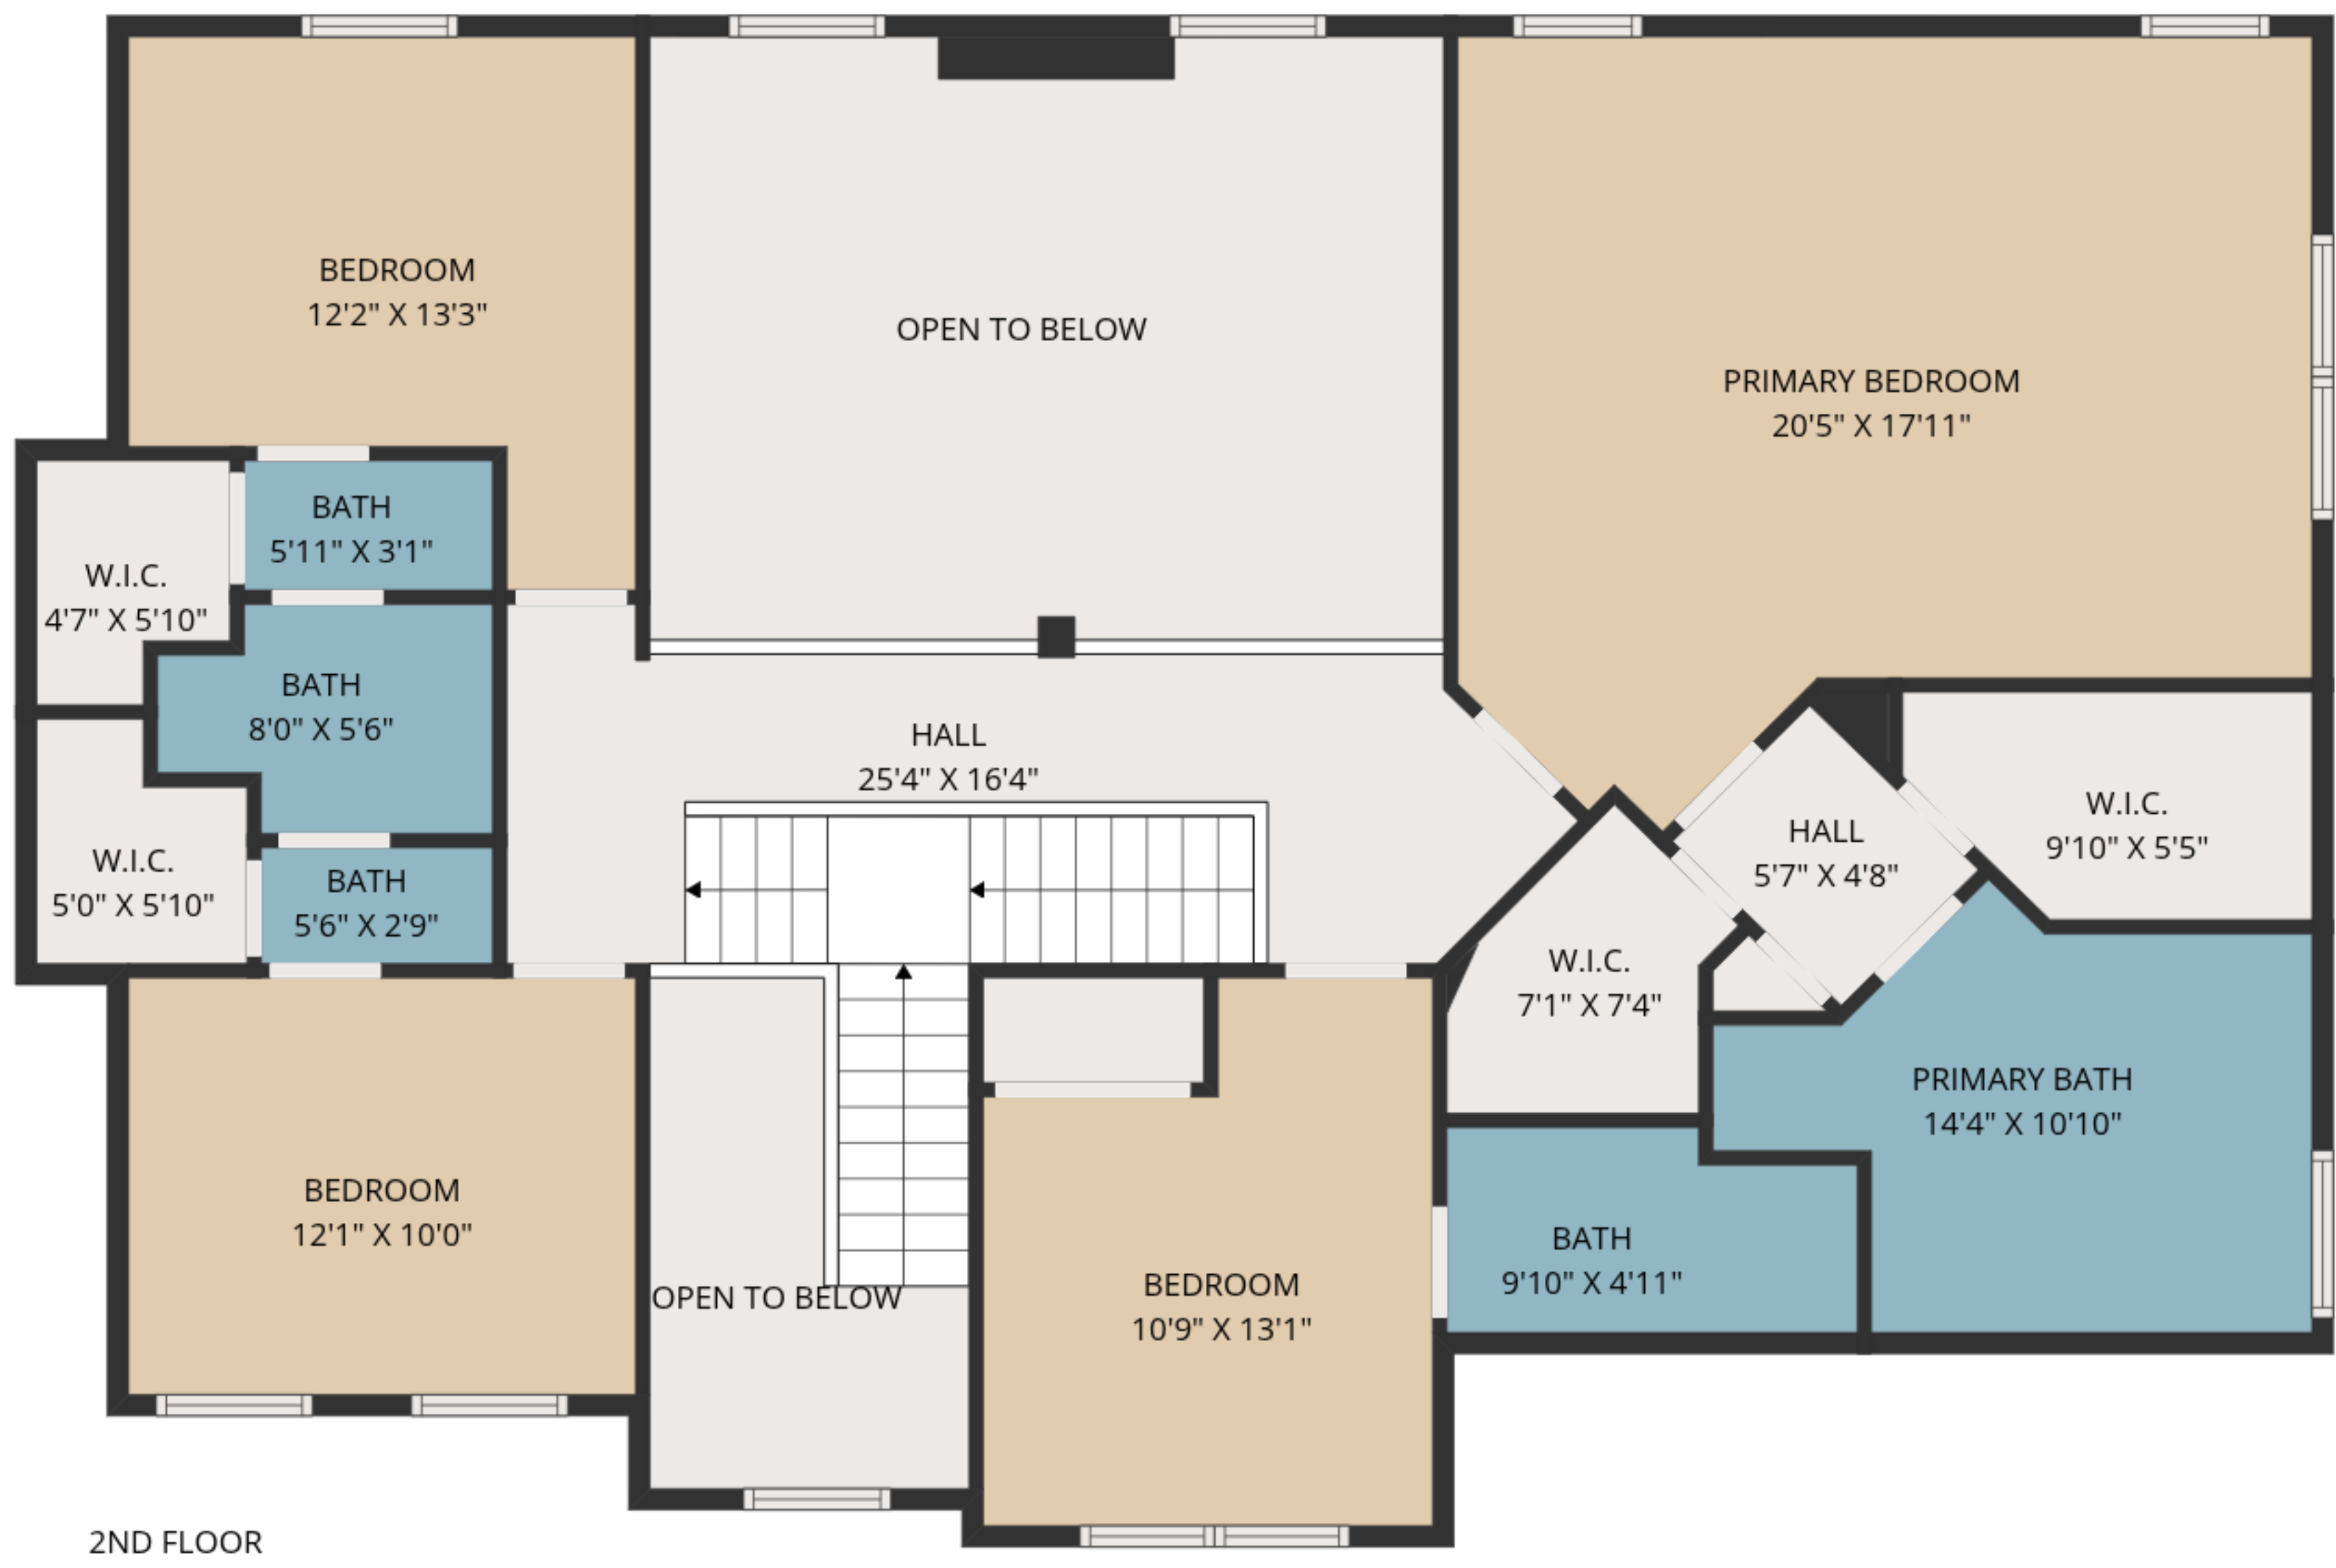 BEDROOM
12'2" X 13'3"
OPEN TO BELOW
PRIMARY BEDROOM
20'5" X 17'11"
BATH
5'11" X 3'1"
W.I.C.
4'7" X 5'10"
BATH
8'0" X 5'6"
HALL
25'4" X 16'4"
W.I.C.
9'10" X 5'5"
HALL
5'7" X 4'8"
W.I.C.
5'0" X 5'10"
BATH
5'6" X 2'9"
W.I.C.
7'1" X 7'4"
PRIMARY BATH
14'4" X 10'10"
BEDROOM
12'1" X 10'0"
OPEN TO BELOW
BEDROOM
10'9" X 13'1"
BATH
9'10" X 4'11"
2ND FLOOR